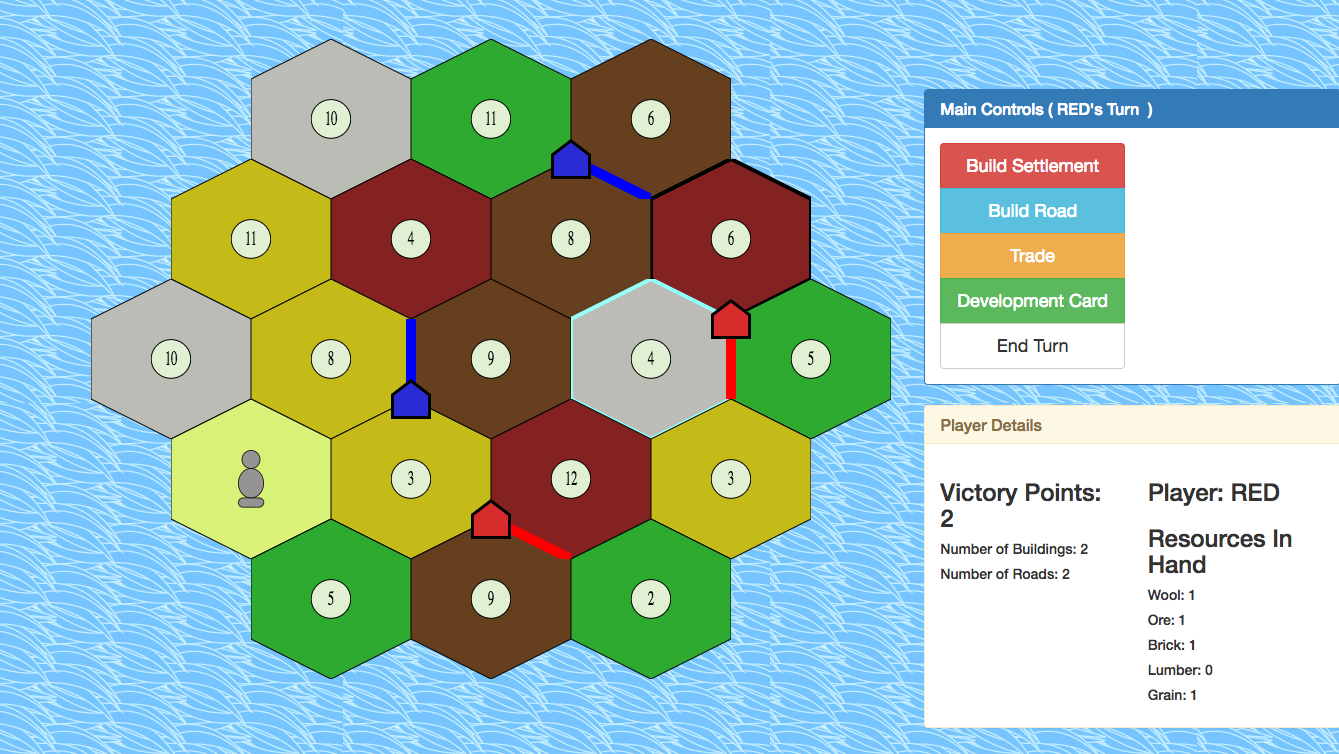 10 11 6
11 4 8 6
10 8 9 4 5
3 12 3
5 9 2
Main Controls ( RED's Turn )
Build Settlement
Build Road
Trade
Development Card
End Turn
Player Details
Victory Points:
2
Number of Buildings: 2
Number of Roads: 2
Player: RED
Resources In
Hand
Wool: 1
Ore: 1
Brick: 1
Lumber: 0
Grain: 1